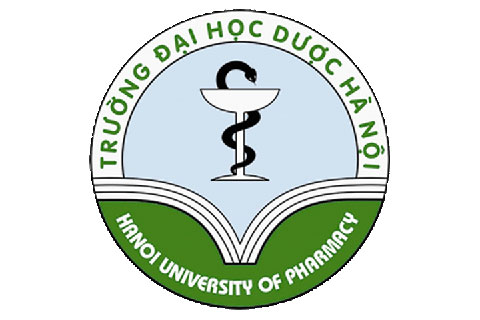 TRƯỜNG ĐẠI HỌC DƯỢC HÀ NỘI
HANOI UNIVERSITY OF PHARMACY